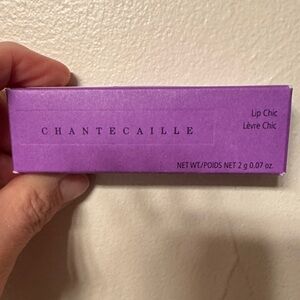 CHANTECAILLE
Lip Chic
Lèvre Chic
NET WT/POIDS NET 2 g 0.07 oz.